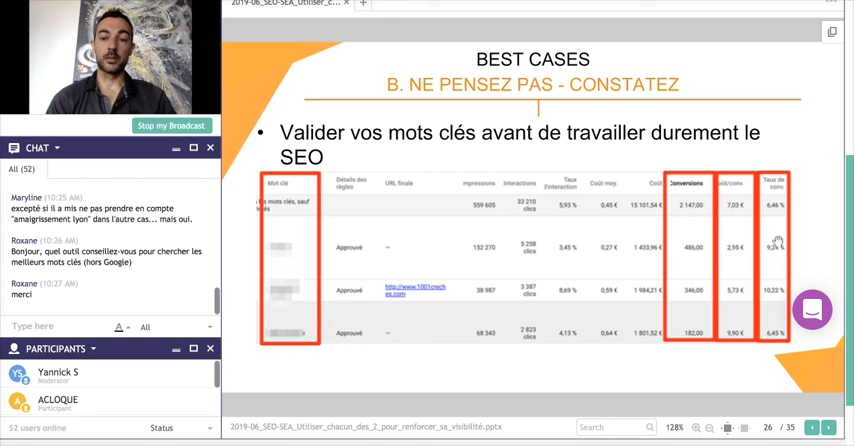 2019-06_SEO-SEA_Utiliser_c...
Stop my Broadcast
CHAT
All (52)
Maryline (10:25 AM)
excepté si il a mis ne pas prendre en compte
"amaigrissement lyon" dans l'autre cas... mais oui.
Roxane (10:26 AM)
Bonjour, quel outil conseillez-vous pour chercher les
meilleurs mots clés (hors Google)
Roxane (10:27 AM)
merci
Type here A All
PARTICIPANTS
YS Yannick S
Moderator
A ACLOQUE
Participant
52 users online Status
BEST CASES
B. NE PENSEZ PAS - CONSTATEZ
• Valider vos mots clés avant de travailler durement le
SEO
Mot clé Détails des règles URL finale mpressions Interactions Taux d'interaction Coût moy. Coût Conversions oût/conv. Taux de conv.
s les mots clés, sauf 559 605 33 210 clics 5,93 % 0,45 € 15 101,54 € 2 147,00 7,03 € 6,46 %
Approuvé – 152 270 5 258 clics 3,45 % 0,27 € 1 433,96 € 486,00 2,95 € %
Approuvé http://www.1001creches.com 38 987 3 387 clics 8,69 % 0,59 € 1 984,21 € 346,00 5,73 € 10,22 %
Approuvé – 68 343 2 823 clics 4,13 % 0,64 € 1 801,52 € 182,00 9,90 € 6,45 %
2019-06_SEO-SEA_Utiliser_chacun_des_2_pour_renforcer_sa_visibilité.pptx Search 128% 26 / 35